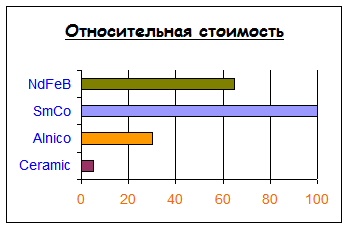 Относительная стоимость
NdFeB
SmCo
Alnico
Ceramic
0 20 40 60 80 100